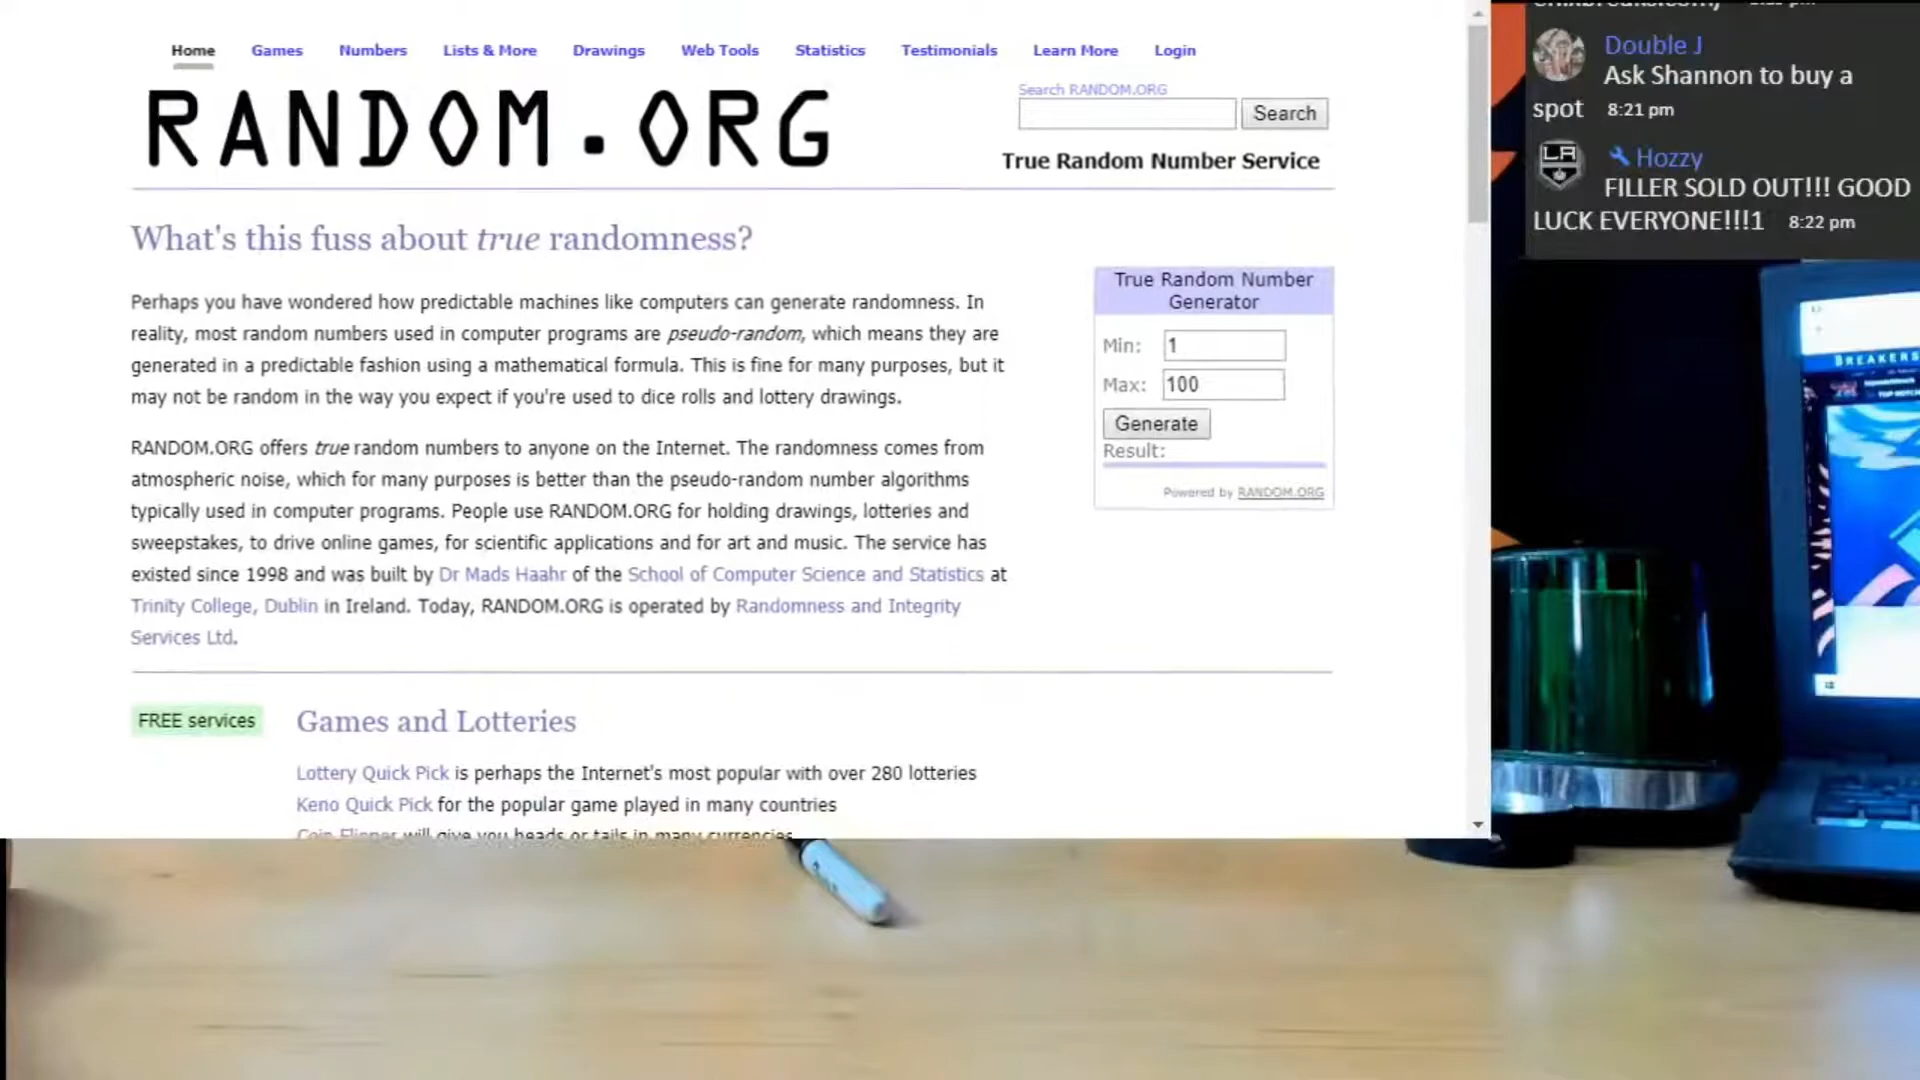 Home Games Numbers Lists & More Drawings Web Tools Statistics Testimonials Learn More Login
RANDOM.ORG
Search RANDOM.ORG
Search
True Random Number Service
What's this fuss about true randomness?
Perhaps you have wondered how predictable machines like computers can generate randomness. In
reality, most random numbers used in computer programs are pseudo-random, which means they are
generated in a predictable fashion using a mathematical formula. This is fine for many purposes, but it
may not be random in the way you expect if you're used to dice rolls and lottery drawings.
RANDOM.ORG offers true random numbers to anyone on the Internet. The randomness comes from
atmospheric noise, which for many purposes is better than the pseudo-random number algorithms
typically used in computer programs. People use RANDOM.ORG for holding drawings, lotteries and
sweepstakes, to drive online games, for scientific applications and for art and music. The service has
existed since 1998 and was built by Dr Mads Haahr of the School of Computer Science and Statistics at
Trinity College, Dublin in Ireland. Today, RANDOM.ORG is operated by Randomness and Integrity
Services Ltd.
True Random Number
Generator
Min: 1
Max: 100
Generate
Result:
Powered by RANDOM.ORG
FREE services
Games and Lotteries
Lottery Quick Pick is perhaps the Internet's most popular with over 280 lotteries
Keno Quick Pick for the popular game played in many countries
Coin Flipper will give you heads or tails in many currencies
Double J
Ask Shannon to buy a
spot 8:21 pm
LA
Hozzy
FILLER SOLD OUT!!! GOOD
LUCK EVERYONE!!!1 8:22 pm
BREAKERS